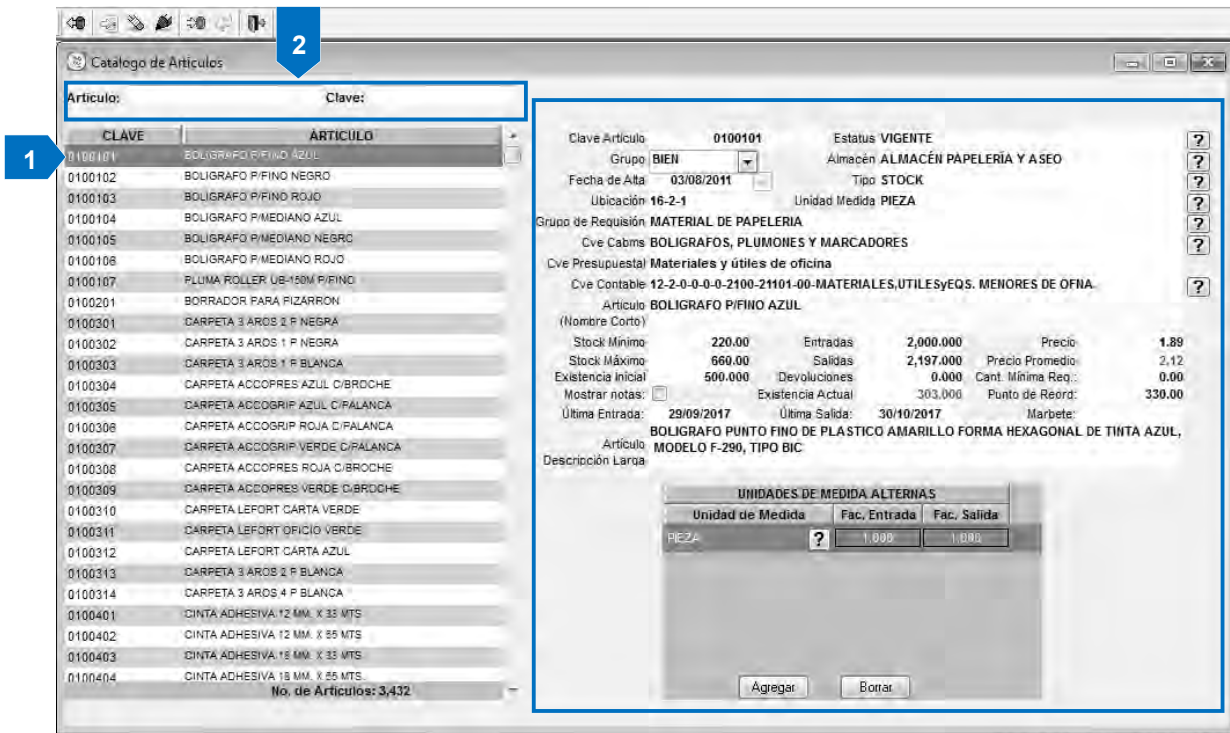 2
Catálogo de Artículos
Artículo: Clave:
1
CLAVE ARTICULO
0100101 BOLIGRAFO P/FINO AZUL
0100102 BOLIGRAFO P/FINO NEGRO
0100103 BOLIGRAFO P/FINO ROJO
0100104 BOLIGRAFO P/MEDIANO AZUL
0100105 BOLIGRAFO P/MEDIANO NEGRO
0100106 BOLIGRAFO P/MEDIANO ROJO
0100107 PLUMA ROLLER UB-150M P/FINO
0100201 BORRADOR PARA PIZARRON
0100301 CARPETA 3 AROS 2 P NEGRA
0100302 CARPETA 3 AROS 1 P NEGRA
0100303 CARPETA 3 AROS 1 P BLANCA
0100304 CARPETA ACCOPRES AZUL C/BROCHE
0100305 CARPETA ACCOGRIP AZUL C/PALANCA
0100306 CARPETA ACCOGRIP ROJA C/PALANCA
0100307 CARPETA ACCOGRIP VERDE C/PALANCA
0100308 CARPETA ACCOPRES ROJA C/BROCHE
0100309 CARPETA ACCOPRES VERDE C/BROCHE
0100310 CARPETA LEFORT CARTA VERDE
0100311 CARPETA LEFORT OFICIO VERDE
0100312 CARPETA LEFORT CARTA AZUL
0100313 CARPETA 3 AROS 2 P BLANCA
0100314 CARPETA 3 AROS 4 P BLANCA
0100401 CINTA ADHESIVA 12 MM. X 33 MTS
0100402 CINTA ADHESIVA 12 MM. X 65 MTS
0100403 CINTA ADHESIVA 18 MM. X 33 MTS
0100404 CINTA ADHESIVA 18 MM. X 65 MTS.
No. de Articulos: 3,432
Clave Artículo 0100101 Estatus VIGENTE ?
Grupo BIEN Almacén ALMACÉN PAPELERÍA Y ASEO ?
Fecha de Alta 03/08/2011 Tipo STOCK ?
Ubicación 16-2-1 Unidad Medida PIEZA ?
Grupo de Requisión MATERIAL DE PAPELERIA ?
Cve Cabms BOLIGRAFOS, PLUMONES Y MARCADORES ?
Cve Presupuestal Materiales y útiles de oficina
Cve Contable 12-2-0-0-0-0-2100-21101-00-MATERIALES,UTILESyEQS. MENORES DE OFNA. ?
Artículo BOLIGRAFO P/FINO AZUL
(Nombre Corto)
Stock Mínimo 220.00 Entradas 2,000.000 Precio 1.89
Stock Máximo 660.00 Salidas 2,197.000 Precio Promedio 2.12
Existencia Inicial 500.000 Devoluciones 0.000 Cant. Mínima Req.: 0.00
Mostrar notas: Existencia Actual 303.000 Punto de Reord: 330.00
Última Entrada: 29/09/2017 Última Salida: 30/10/2017 Marbete:
BOLIGRAFO PUNTO FINO DE PLASTICO AMARILLO FORMA HEXAGONAL DE TINTA AZUL,
Artículo MODELO F-290, TIPO BIC
Descripción Larga
UNIDADES DE MEDIDA ALTERNAS
Unidad de Medida Fac. Entrada Fac. Salida
PIEZA ? 1.000 1.000
Agregar Borrar